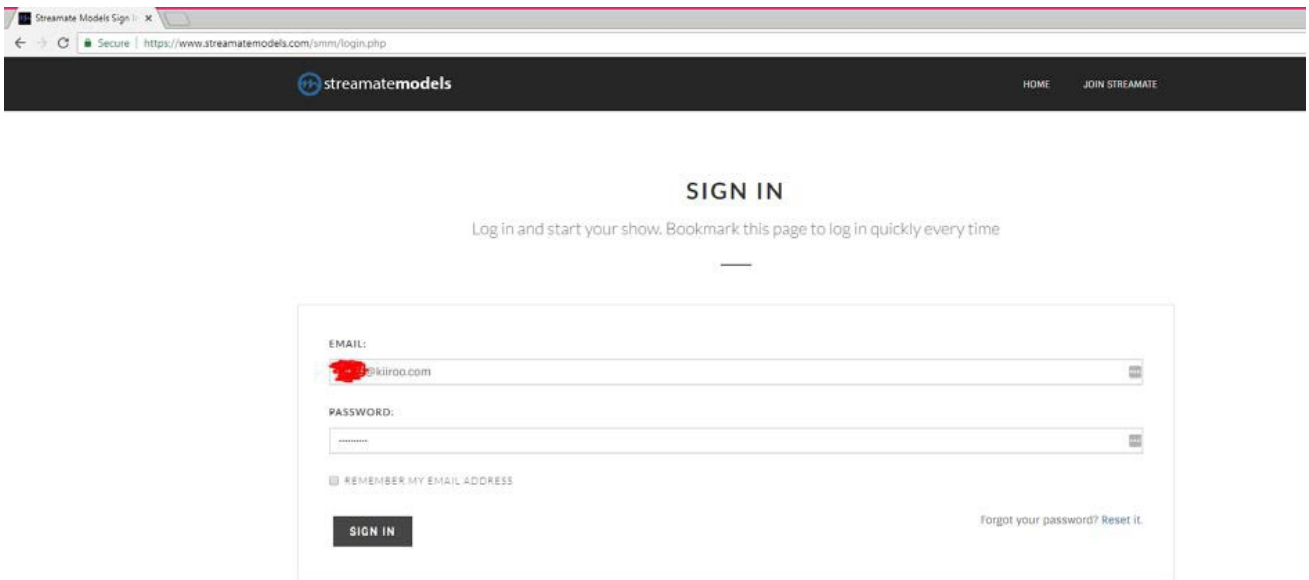 Streamate Models Sign I
Secure | https://www.streamatemodels.com/smm/login.php
streamatemodels
HOME JOIN STREAMATE
SIGN IN
Log in and start your show. Bookmark this page to log in quickly every time
EMAIL:
@kiiroo.com
PASSWORD:
REMEMBER MY EMAIL ADDRESS
Forgot your password? Reset it.
SIGN IN